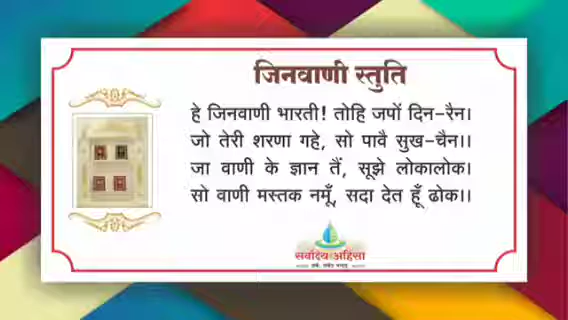 जिनवाणी स्तुति
हे जिनवाणी भारती! तोहि जपों दिन-रैन।
जो तेरी शरणा गहे, सो पावै सुख-चैन।।
जा वाणी के ज्ञान तैं, सूझे लोकालोक।
सो वाणी मस्तक नमूँ, सदा देत हूँ ढोक।।
सर्वोदय अहिंसा